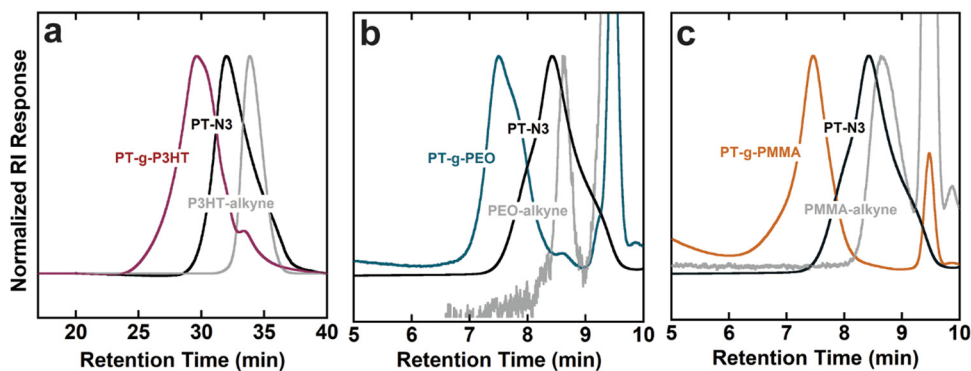 Normalized RI Response
a
PT-N3
PT-g-P3HT
P3HT-alkyne
20 25 30 35 40
Retention Time (min)
b
PT-N3
PT-g-PEO
PEO-alkyne
5 6 7 8 9 10
Retention Time (min)
c
PT-N3
PT-g-PMMA
PMMA-alkyne
5 6 7 8 9 10
Retention Time (min)